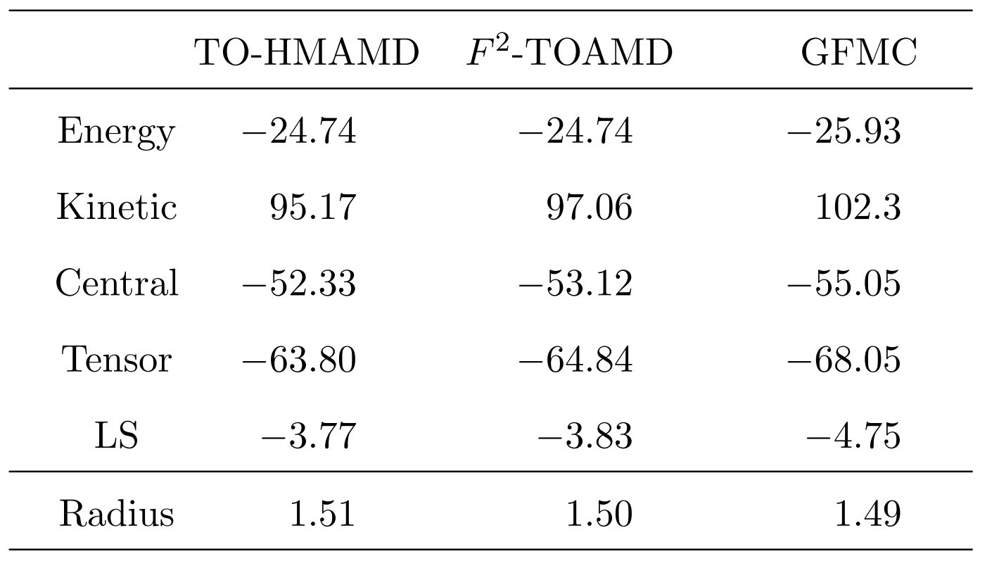 TO-HMAMD F²-TOAMD GFMC
Energy −24.74 −24.74 −25.93
Kinetic 95.17 97.06 102.3
Central −52.33 −53.12 −55.05
Tensor −63.80 −64.84 −68.05
LS −3.77 −3.83 −4.75
Radius 1.51 1.50 1.49